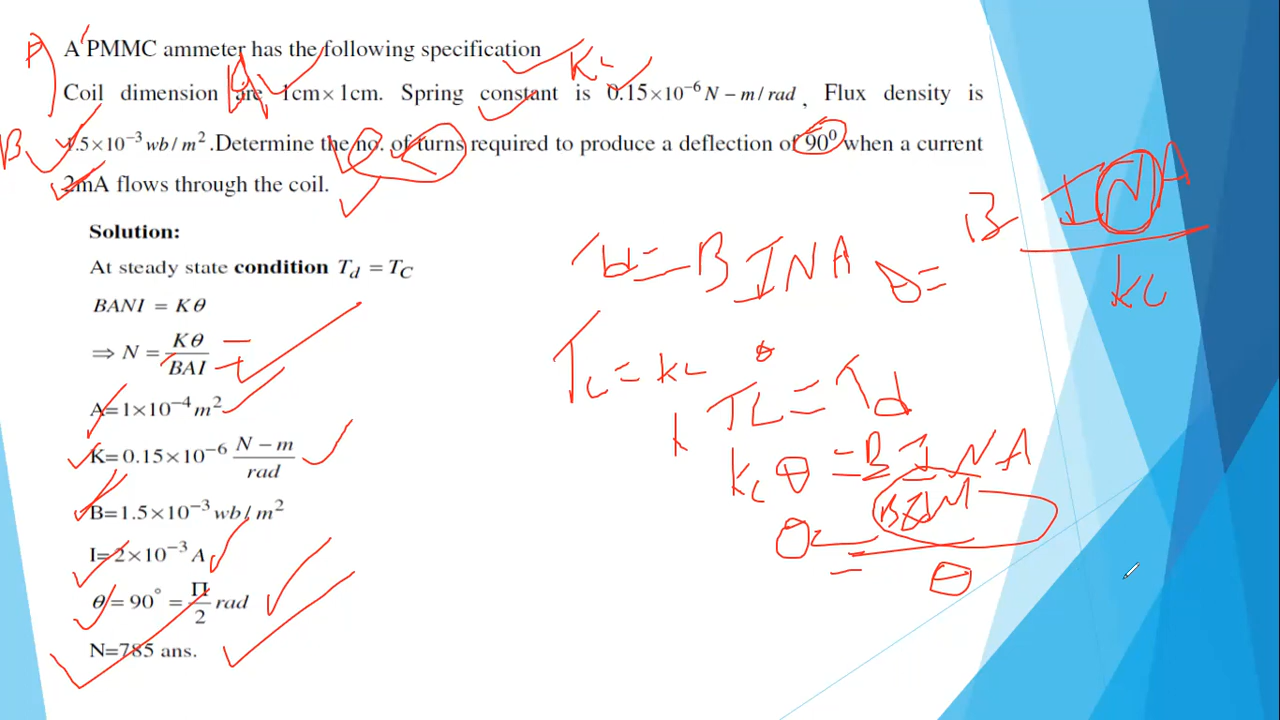 A PMMC ammeter has the following specification
Coil dimension are 1cm× 1cm. Spring constant is 0.15×10⁻⁶ N − m / rad , Flux density is
1.5×10⁻³ wb / m² .Determine the no. of turns required to produce a deflection of 90⁰ when a current
2mA flows through the coil.
Solution:
At steady state condition T_d = T_C
BANI = Kθ
⇒ N = Kθ / BAI
A=1×10⁻⁴ m²
K=0.15×10⁻⁶ N − m / rad
B=1.5×10⁻³ wb / m²
I=2×10⁻³ A
θ = 90° = Π / 2 rad
N=785 ans.
A
K=
B
Td = B I N A
θ = B I N A / kc
Tc = kc θ
k
Tc = Td
kc θ = B I N A
θ =
θ